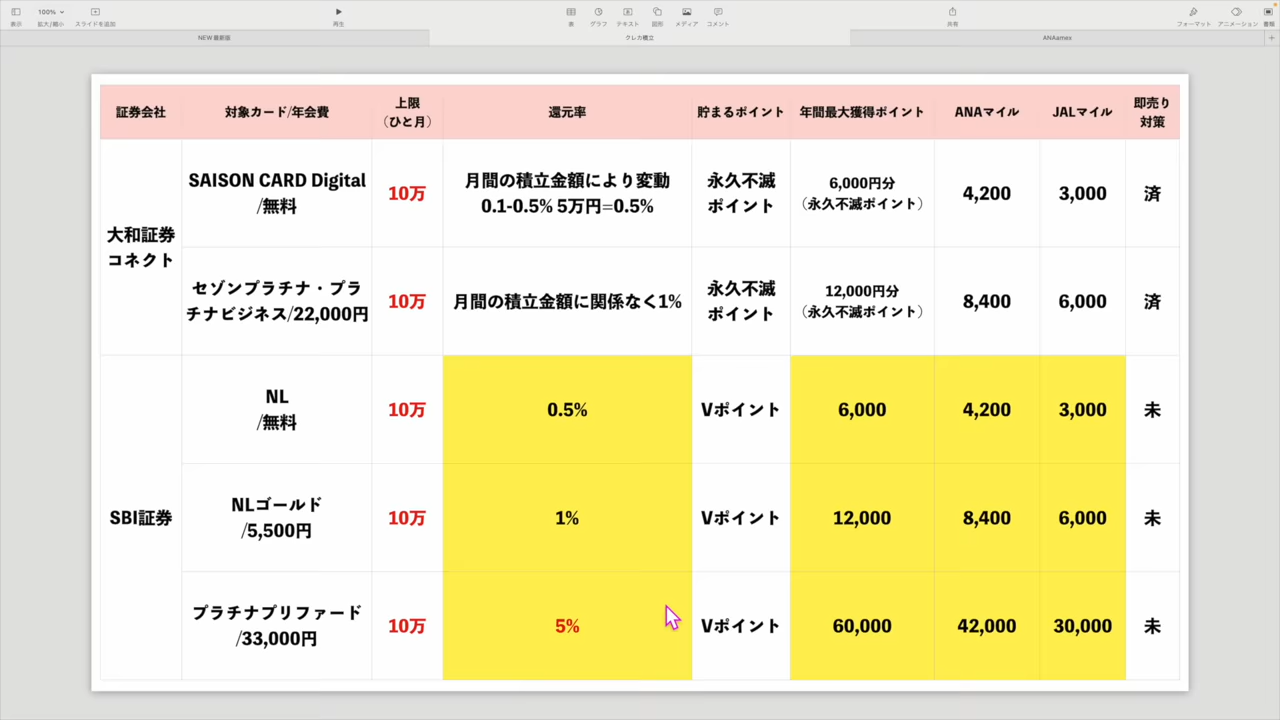 100%
表示
拡大/縮小
スライドを追加
再生
表
グラフ
テキスト
図形
メディア
コメント
共有
フォーマット
アニメーション
書類
NEW 最新版
クレカ積立
ANAames
証券会社
対象カード/年会費
上限
（ひと月）
還元率
貯まるポイント
年間最大獲得ポイント
ANAマイル
JALマイル
即売り
対策
大和証券
コネクト
SAISON CARD Digital
/無料
10万
月間の積立金額により変動
0.1-0.5% 5万円=0.5%
永久不滅
ポイント
6,000円分
（永久不滅ポイント）
4,200
3,000
済
セゾンプラチナ・プラ
チナビジネス/22,000円
10万
月間の積立金額に関係なく1%
永久不滅
ポイント
12,000円分
（永久不滅ポイント）
8,400
6,000
済
SBI証券
NL
/無料
10万
0.5%
Vポイント
6,000
4,200
3,000
未
NLゴールド
/5,500円
10万
1%
Vポイント
12,000
8,400
6,000
未
プラチナプリファード
/33,000円
10万
5%
Vポイント
60,000
42,000
30,000
未